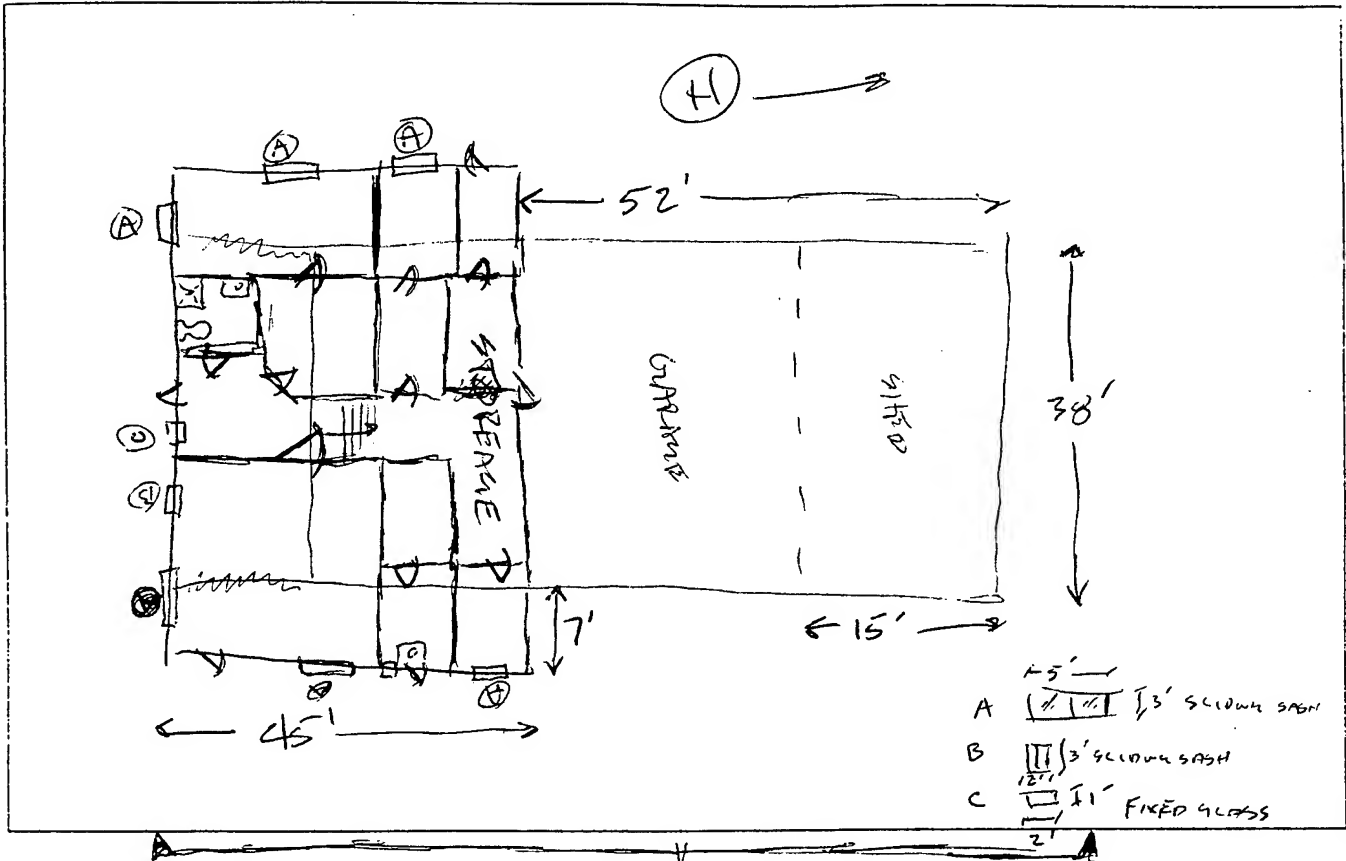 H
A
A
52'
A
STOREAGE
GARAGE
SHED
38'
C
B
7'
15'
A
45'
5'
A 3' SLIDING SASH
B 3' SLIDING SASH
2'
C 1' FIXED GLASS
2'